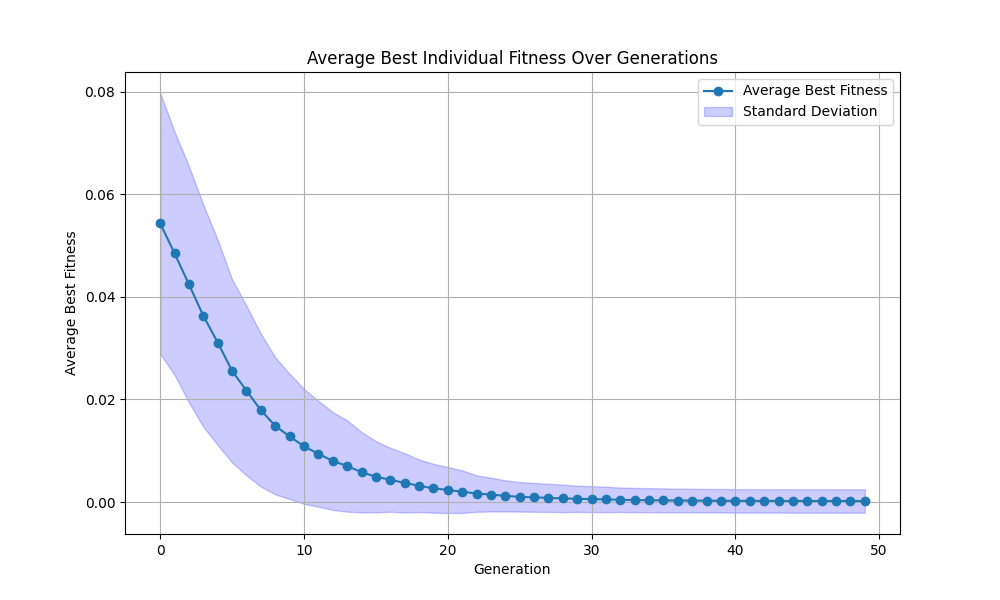 Average Best Individual Fitness Over Generations
Average Best Fitness
Standard Deviation
0.08
0.06
0.04
0.02
0.00
Average Best Fitness
0 10 20 30 40 50
Generation